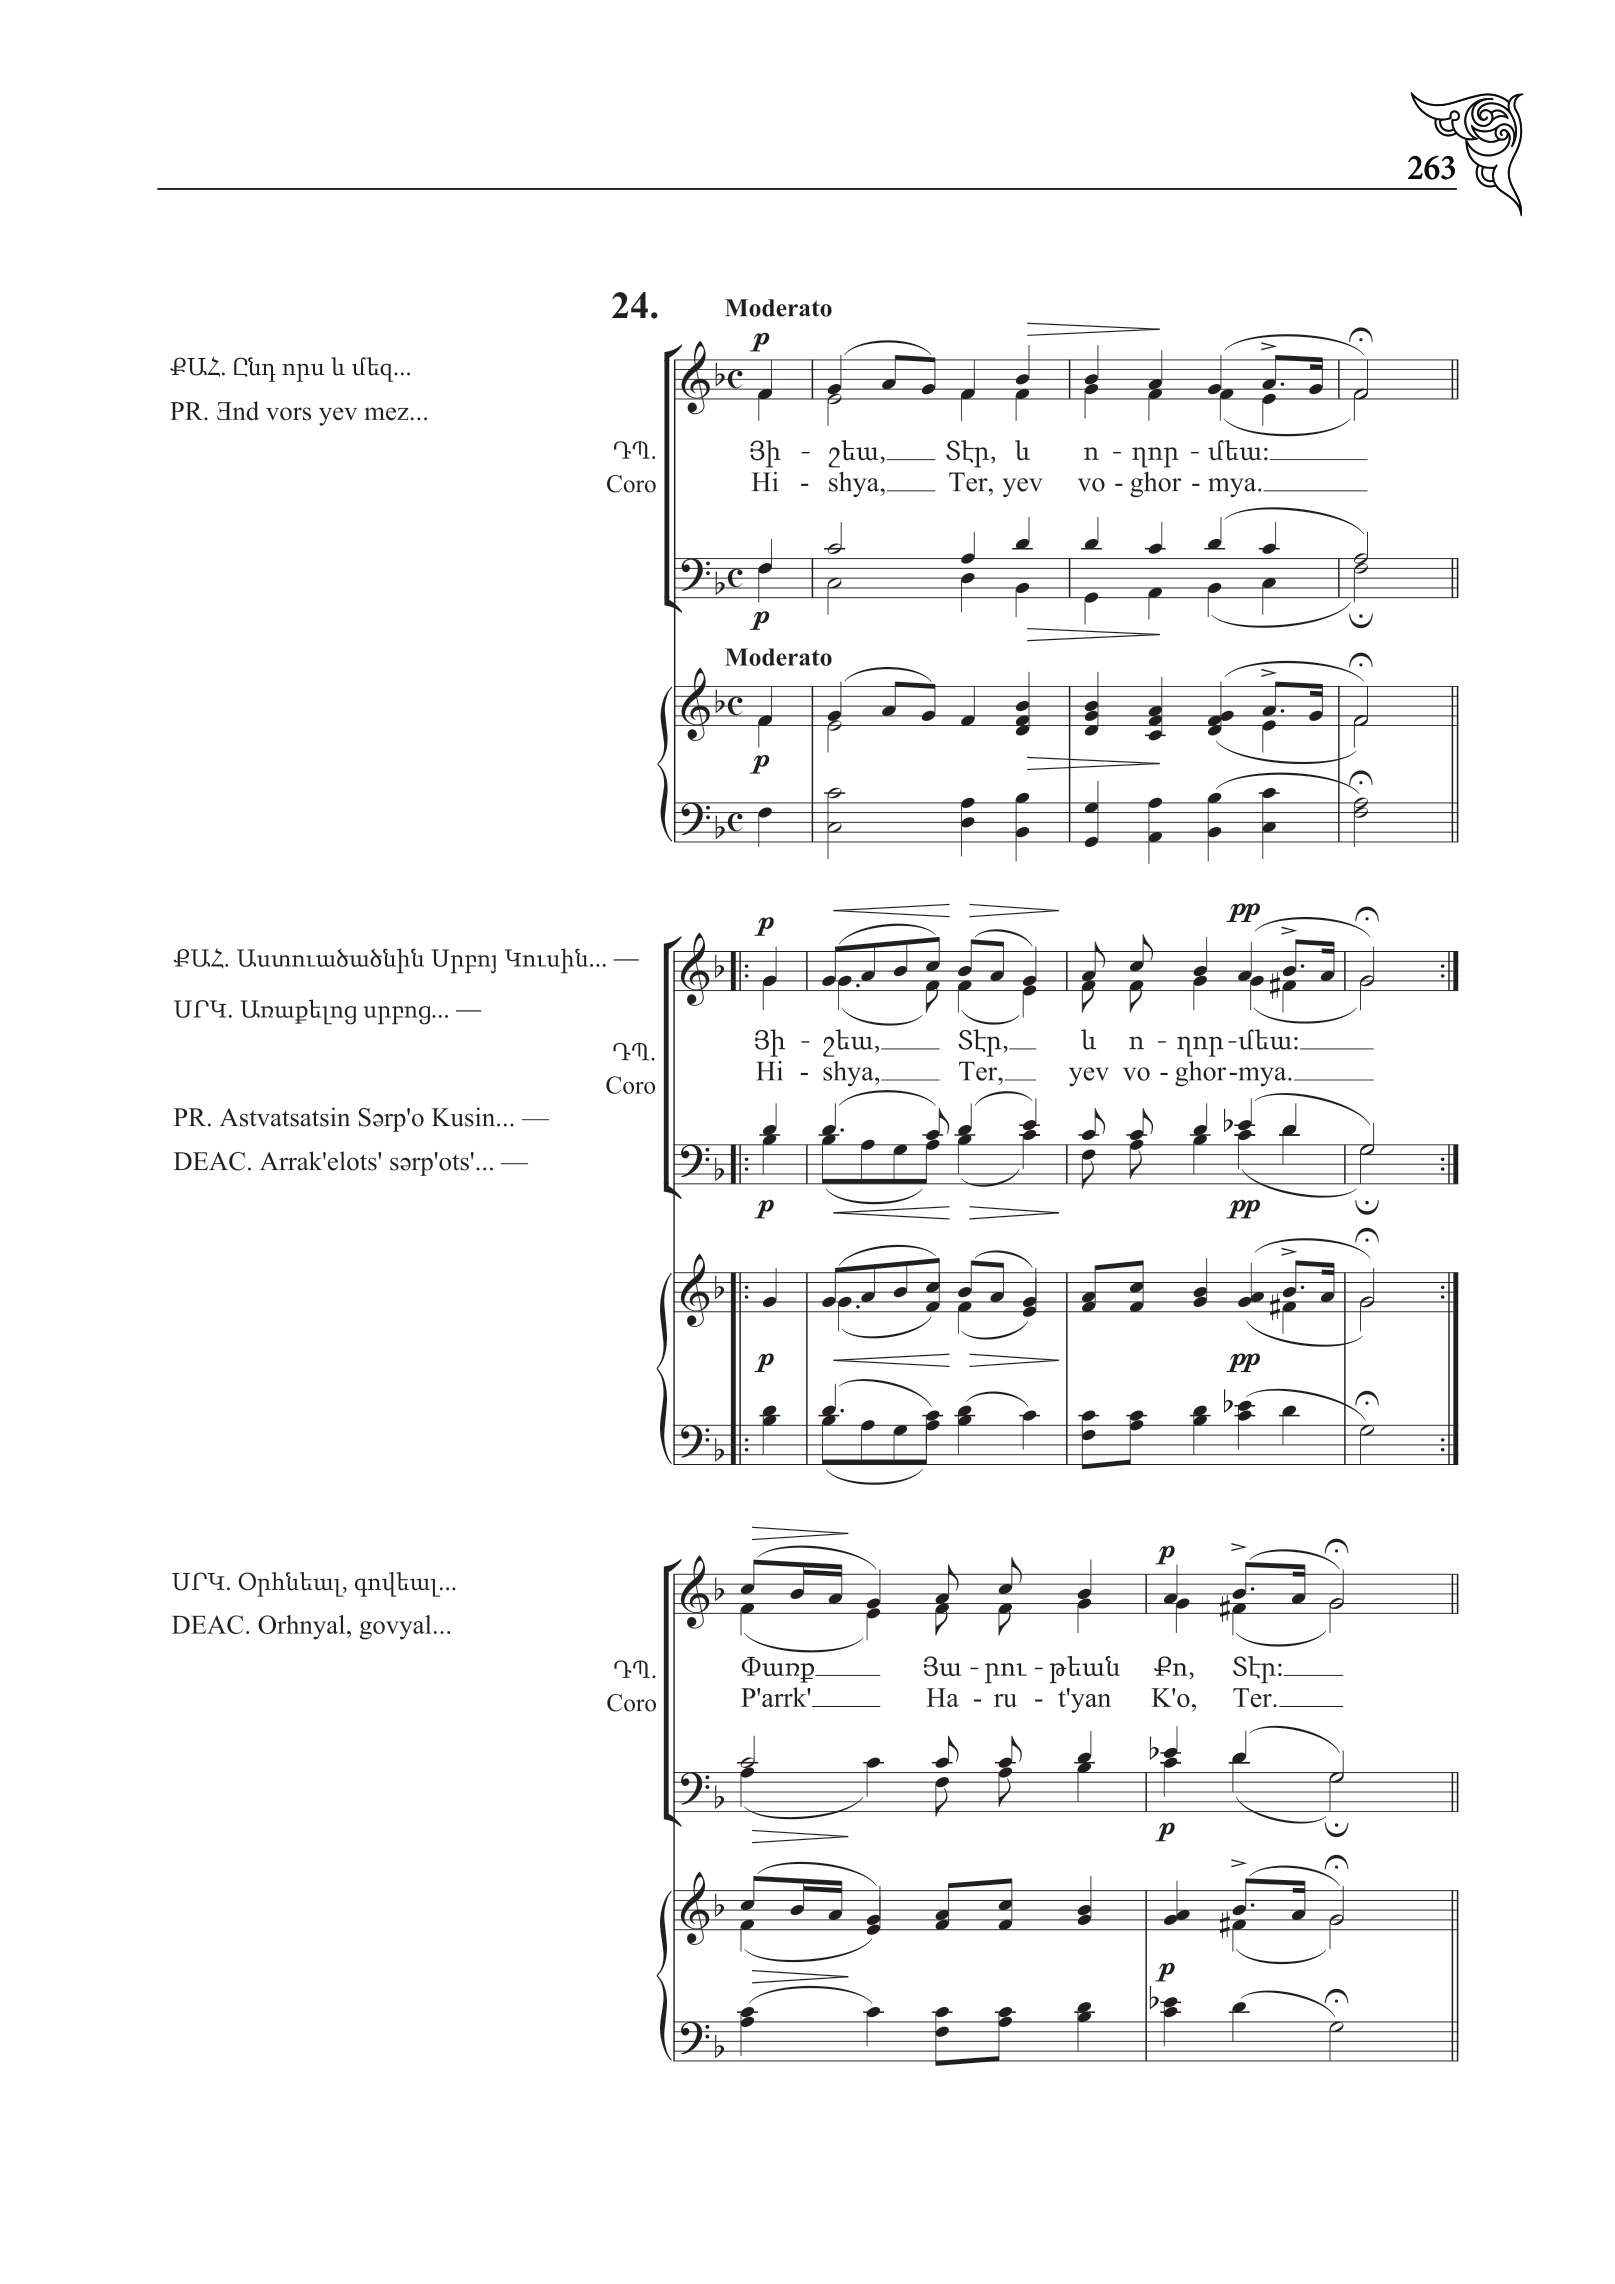 263
24. Moderato
p
ՔԱՀ. Ընդ որս և մեզ...
PR. Ǝnd vors yev mez...
ԴՊ. Յի - շեա, Տէր, և ո - ղոր - մեա:
Coro Hi - shya, Ter, yev vo - ghor - mya.
p
Moderato
p
p pp
ՔԱՀ. Աստուածածնին Սրբոյ Կուսին... —
ՍՐԿ. Առաքելոց սրբոց... —
ԴՊ. Յի - շեա, Տէր, և ո - ղոր - մեա:
Coro Hi - shya, Ter, yev vo - ghor - mya.
PR. Astvatsatsin Sərp'o Kusin... —
DEAC. Arrak'elots' sərp'ots'... —
p pp
p pp
p
ՍՐԿ. Օրհնեալ, գովեալ...
DEAC. Orhnyal, govyal...
ԴՊ. Փառք Յա - րու - թեան Քո, Տէր:
Coro P'arrk' Ha - ru - t'yan K'o, Ter.
p
p